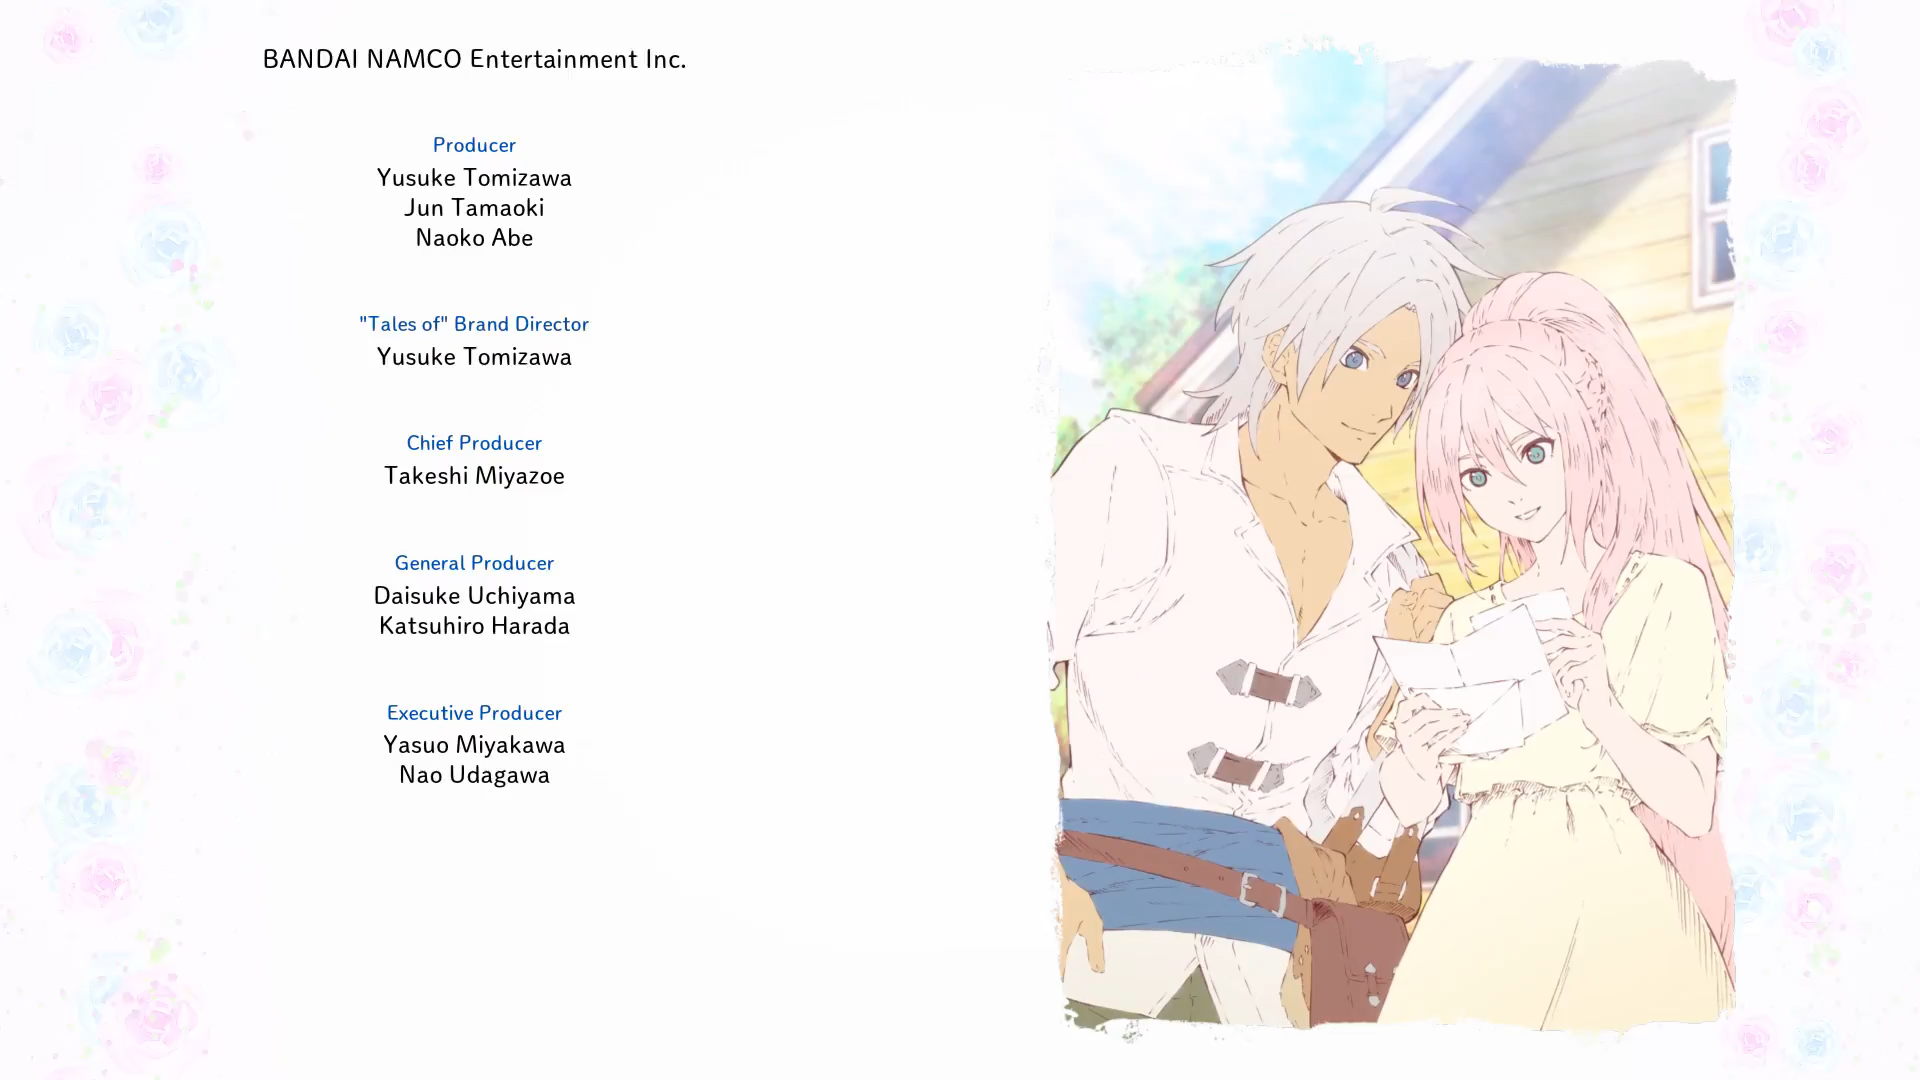 BANDAI NAMCO Entertainment Inc.
Producer
Yusuke Tomizawa
Jun Tamaoki
Naoko Abe
"Tales of" Brand Director
Yusuke Tomizawa
Chief Producer
Takeshi Miyazoe
General Producer
Daisuke Uchiyama
Katsuhiro Harada
Executive Producer
Yasuo Miyakawa
Nao Udagawa